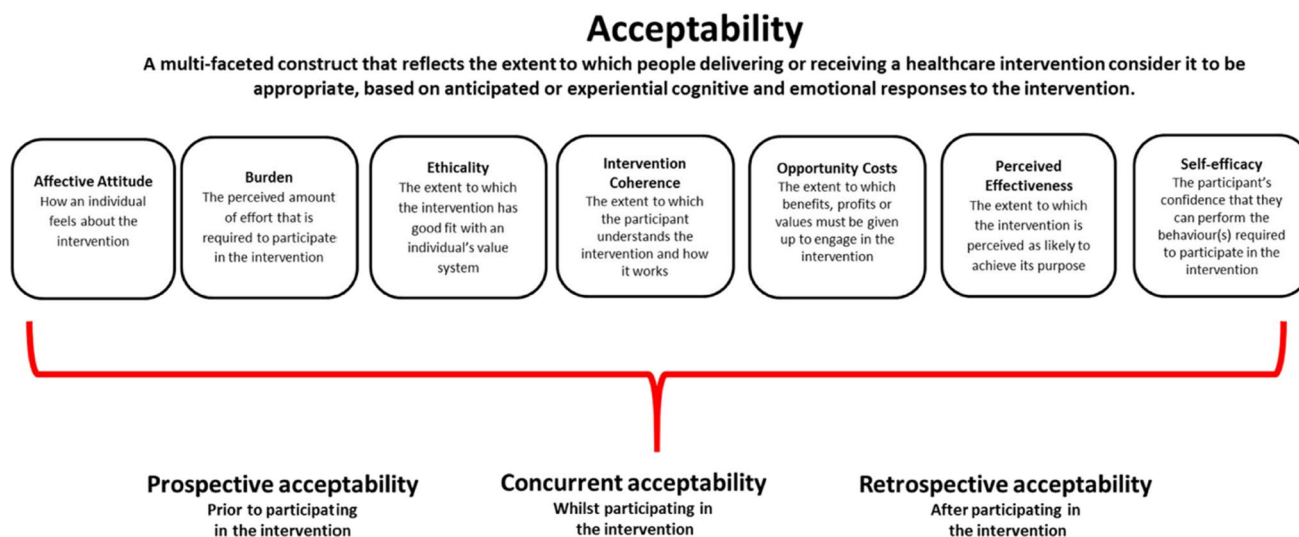 Acceptability
A multi-faceted construct that reflects the extent to which people delivering or receiving a healthcare intervention consider it to be
appropriate, based on anticipated or experiential cognitive and emotional responses to the intervention.
Affective Attitude
How an individual
feels about the
intervention
Burden
The perceived amount
of effort that is
required to participate
in the intervention
Ethicality
The extent to which
the intervention has
good fit with an
individual's value
system
Intervention
Coherence
The extent to which
the participant
understands the
intervention and how
it works
Opportunity Costs
The extent to which
benefits, profits or
values must be given
up to engage in the
intervention
Perceived
Effectiveness
The extent to which
the intervention is
perceived as likely to
achieve its purpose
Self-efficacy
The participant's
confidence that they
can perform the
behaviour(s) required
to participate in the
intervention
Prospective acceptability
Prior to participating
in the intervention
Concurrent acceptability
Whilst participating in
the intervention
Retrospective acceptability
After participating in
the intervention